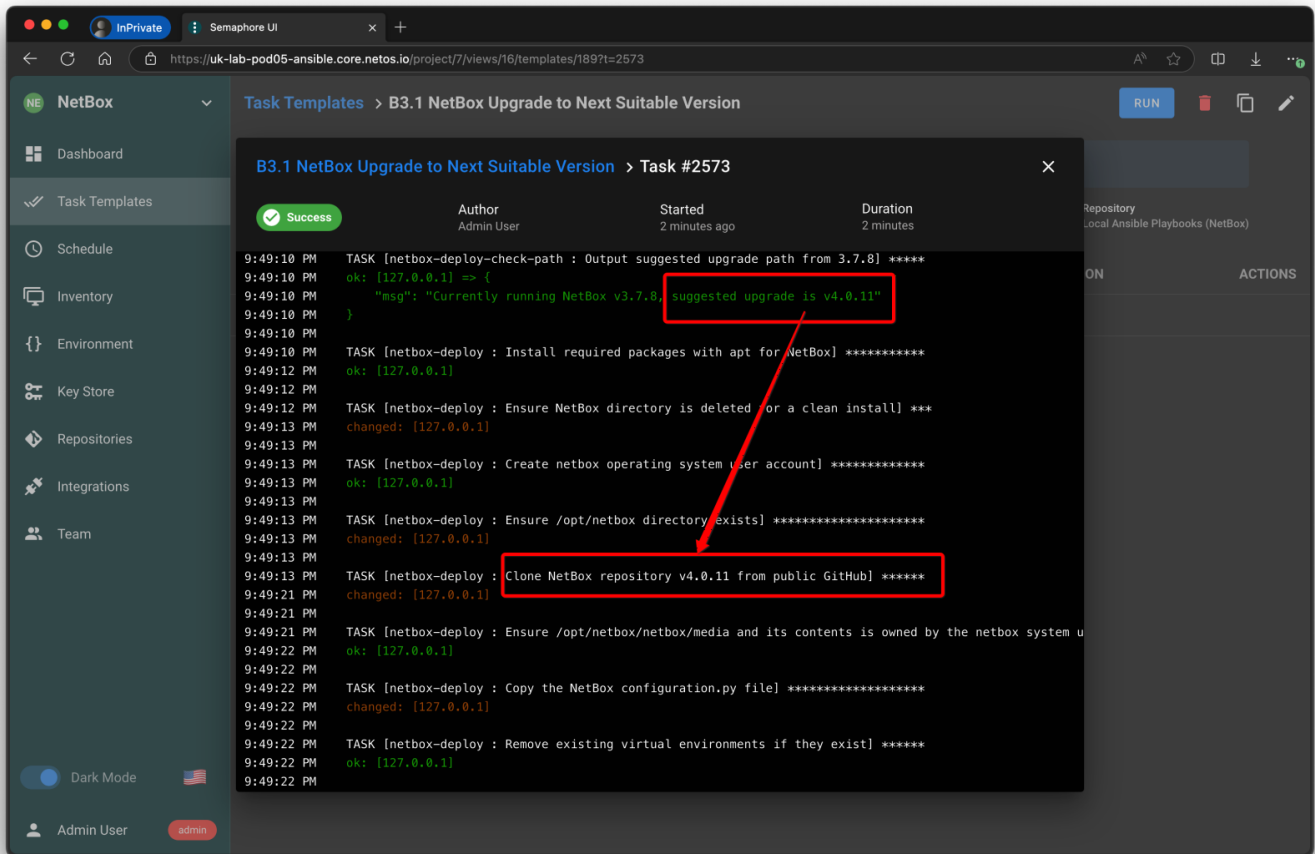 InPrivate
Semaphore UI
https://uk-lab-pod05-ansible.core.netos.io/project/7/views/16/templates/189?t=2573
NE NetBox
Task Templates > B3.1 NetBox Upgrade to Next Suitable Version
RUN
Dashboard
Task Templates
Schedule
Inventory
Environment
Key Store
Repositories
Integrations
Team
Dark Mode
Admin User admin
B3.1 NetBox Upgrade to Next Suitable Version > Task #2573
Success
Author
Admin User
Started
2 minutes ago
Duration
2 minutes
Repository
Local Ansible Playbooks (NetBox)
ON
ACTIONS
9:49:10 PM TASK [netbox-deploy-check-path : Output suggested upgrade path from 3.7.8] *****
9:49:10 PM ok: [127.0.0.1] => {
9:49:10 PM "msg": "Currently running NetBox v3.7.8, suggested upgrade is v4.0.11"
9:49:10 PM }
9:49:10 PM
9:49:10 PM TASK [netbox-deploy : Install required packages with apt for NetBox] ***********
9:49:12 PM ok: [127.0.0.1]
9:49:12 PM
9:49:12 PM TASK [netbox-deploy : Ensure NetBox directory is deleted for a clean install] ***
9:49:13 PM changed: [127.0.0.1]
9:49:13 PM
9:49:13 PM TASK [netbox-deploy : Create netbox operating system user account] *************
9:49:13 PM ok: [127.0.0.1]
9:49:13 PM
9:49:13 PM TASK [netbox-deploy : Ensure /opt/netbox directory exists] *********************
9:49:13 PM changed: [127.0.0.1]
9:49:13 PM
9:49:13 PM TASK [netbox-deploy : Clone NetBox repository v4.0.11 from public GitHub] ******
9:49:21 PM changed: [127.0.0.1]
9:49:21 PM
9:49:21 PM TASK [netbox-deploy : Ensure /opt/netbox/netbox/media and its contents is owned by the netbox system u
9:49:22 PM ok: [127.0.0.1]
9:49:22 PM
9:49:22 PM TASK [netbox-deploy : Copy the NetBox configuration.py file] *******************
9:49:22 PM changed: [127.0.0.1]
9:49:22 PM
9:49:22 PM TASK [netbox-deploy : Remove existing virtual environments if they exist] ******
9:49:22 PM ok: [127.0.0.1]
9:49:22 PM